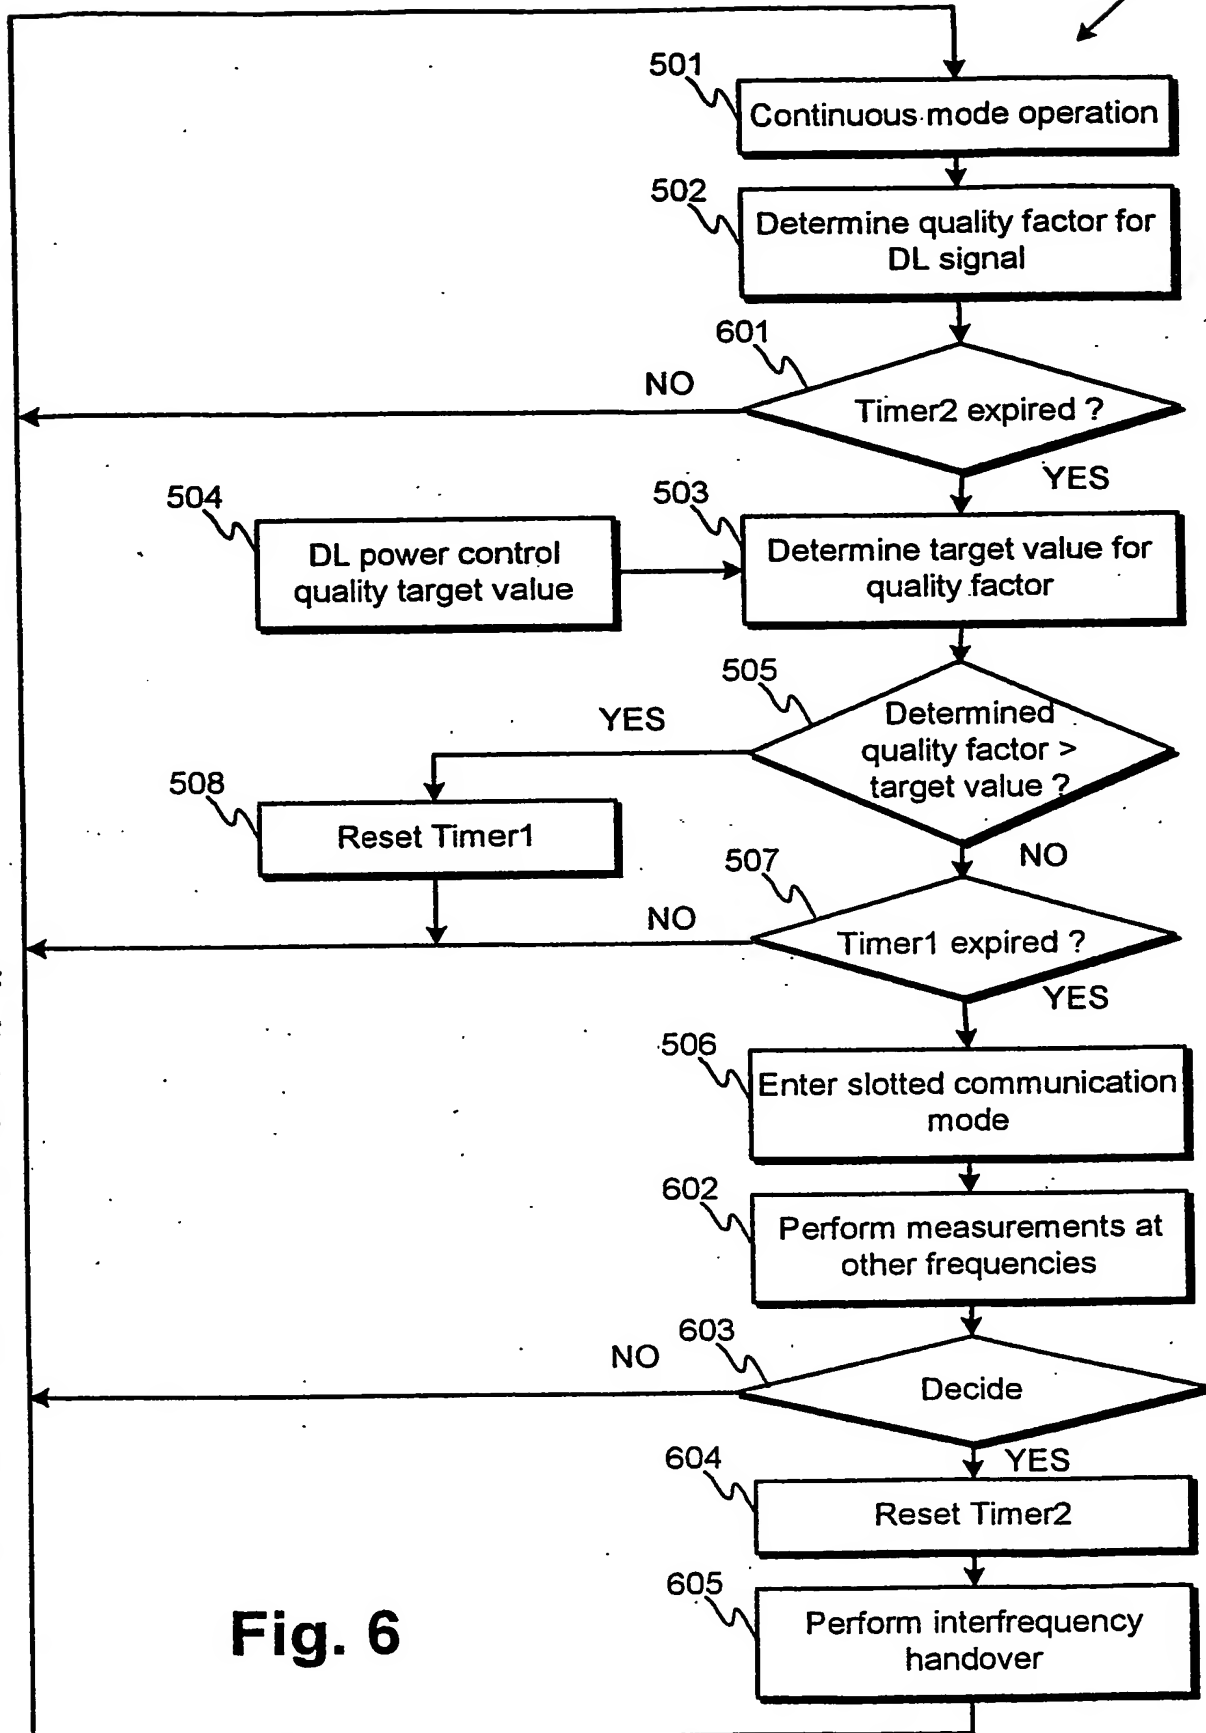 501
Continuous mode operation
502
Determine quality factor for
DL signal
601
NO
Timer2 expired ?
YES
504
503
DL power control
quality target value
Determine target value for
quality factor
505
YES
Determined
quality factor >
target value ?
508
Reset Timer1
NO
507
NO
Timer1 expired ?
YES
506
Enter slotted communication
mode
602
Perform measurements at
other frequencies
603
NO
Decide
YES
604
Reset Timer2
605
Perform interfrequency
handover
Fig. 6